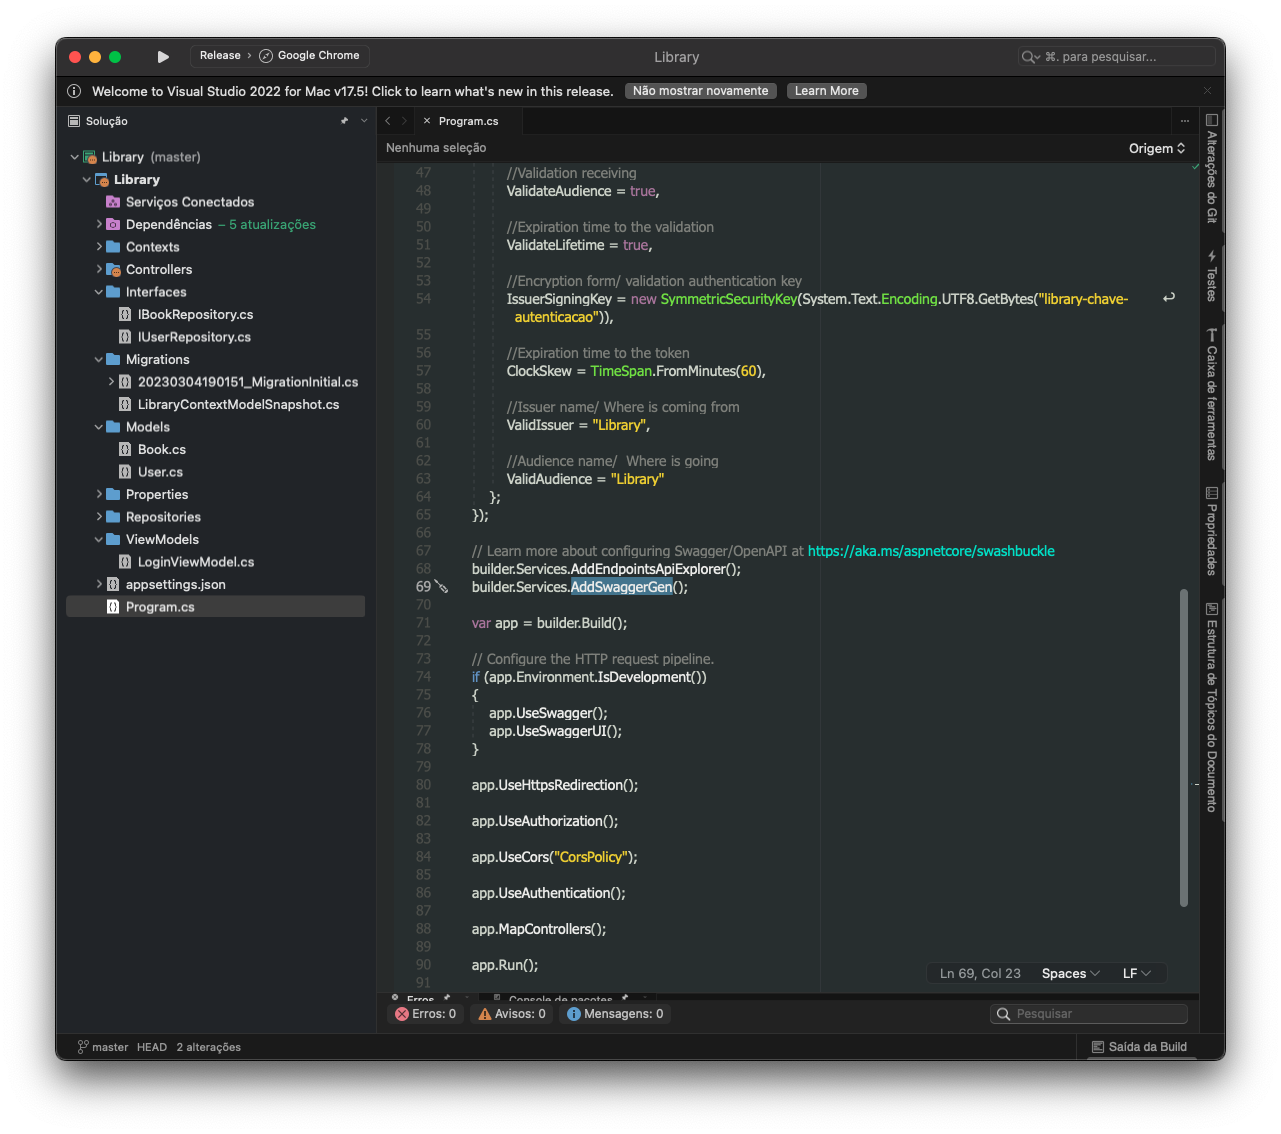 Release › Google Chrome
Library
⌘. para pesquisar...
Welcome to Visual Studio 2022 for Mac v17.5! Click to learn what's new in this release.
Não mostrar novamente
Learn More
Solução
Library (master)
Library
Serviços Conectados
Dependências – 5 atualizações
Contexts
Controllers
Interfaces
IBookRepository.cs
IUserRepository.cs
Migrations
20230304190151_MigrationInitial.cs
LibraryContextModelSnapshot.cs
Models
Book.cs
User.cs
Properties
Repositories
ViewModels
LoginViewModel.cs
appsettings.json
Program.cs
Program.cs
Nenhuma seleção
Origem
47 //Validation receiving
48 ValidateAudience = true,
49
50 //Expiration time to the validation
51 ValidateLifetime = true,
52
53 //Encryption form/ validation authentication key
54 IssuerSigningKey = new SymmetricSecurityKey(System.Text.Encoding.UTF8.GetBytes("library-chave-
autenticacao")),
55
56 //Expiration time to the token
57 ClockSkew = TimeSpan.FromMinutes(60),
58
59 //Issuer name/ Where is coming from
60 ValidIssuer = "Library",
61
62 //Audience name/  Where is going
63 ValidAudience = "Library"
64 };
65 });
66
67 // Learn more about configuring Swagger/OpenAPI at https://aka.ms/aspnetcore/swashbuckle
68 builder.Services.AddEndpointsApiExplorer();
69 builder.Services.AddSwaggerGen();
70
71 var app = builder.Build();
72
73 // Configure the HTTP request pipeline.
74 if (app.Environment.IsDevelopment())
75 {
76 app.UseSwagger();
77 app.UseSwaggerUI();
78 }
79
80 app.UseHttpsRedirection();
81
82 app.UseAuthorization();
83
84 app.UseCors("CorsPolicy");
85
86 app.UseAuthentication();
87
88 app.MapControllers();
89
90 app.Run();
91
Ln 69, Col 23
Spaces
LF
Alterações do Git
Testes
Caixa de ferramentas
Propriedades
Estrutura de Tópicos do Documento
Erros
Console de pacotes
Erros: 0
Avisos: 0
Mensagens: 0
Pesquisar
master HEAD 2 alterações
Saída da Build